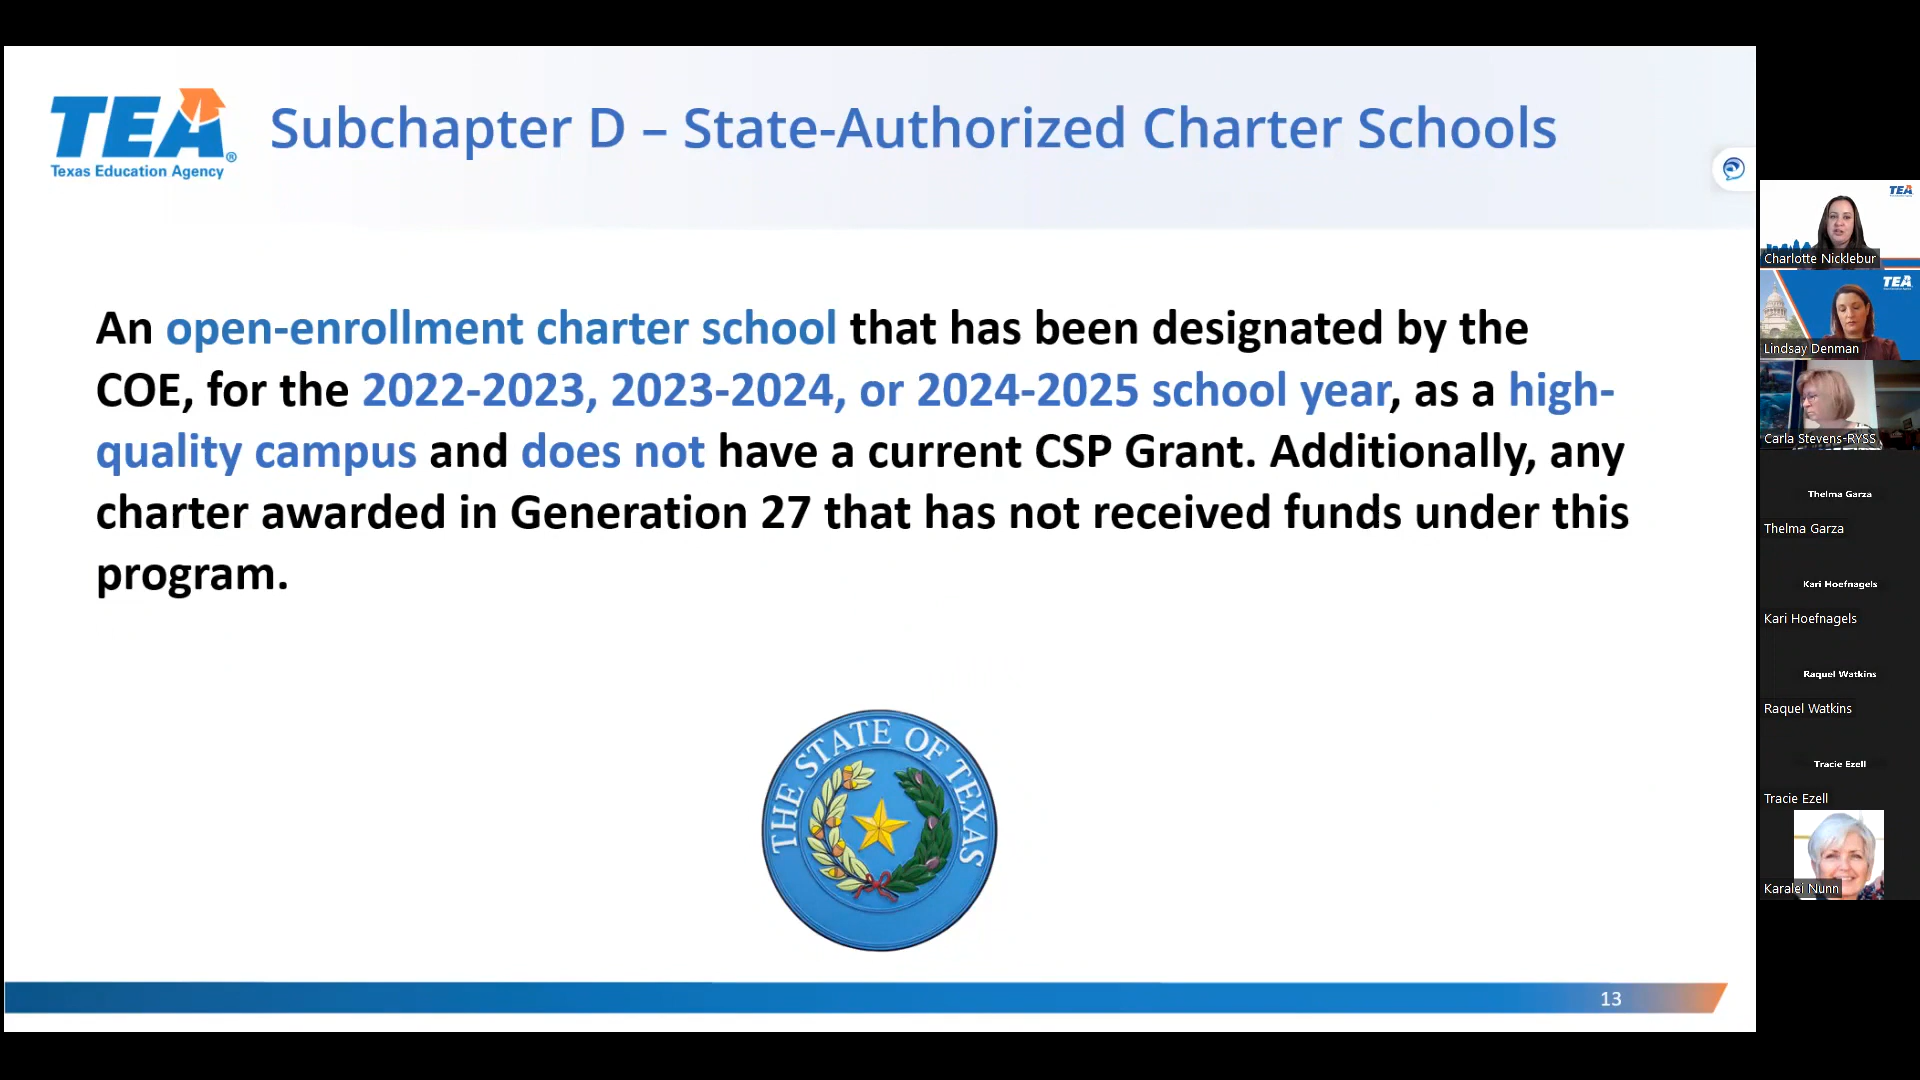 TEA®
Texas Education Agency
Subchapter D – State-Authorized Charter Schools
An open-enrollment charter school that has been designated by the
COE, for the 2022-2023, 2023-2024, or 2024-2025 school year, as a high-
quality campus and does not have a current CSP Grant. Additionally, any
charter awarded in Generation 27 that has not received funds under this
program.
THE STATE OF TEXAS
13
TEA
Charlotte Nicklebur
TEA
Lindsay Denman
Carla Stevens-RYSS
Thelma Garza
Thelma Garza
Kari Hoefnagels
Kari Hoefnagels
Raquel Watkins
Raquel Watkins
Tracie Ezell
Tracie Ezell
Karalei Nunn